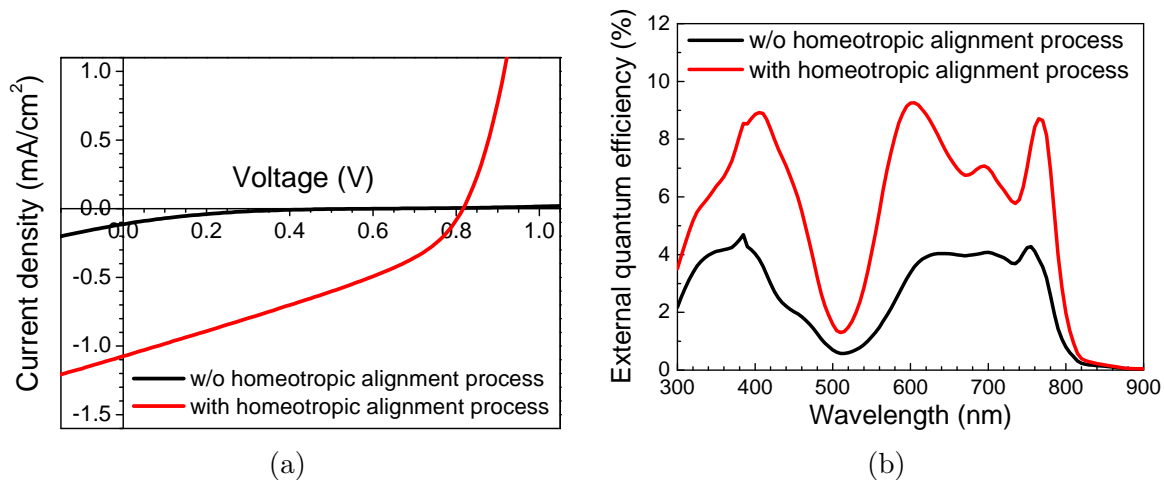 1.0
0.5
0.0
-0.5
-1.0
-1.5
Current density (mA/cm²)
Voltage (V)
0.0 0.2 0.4 0.6 0.8 1.0
w/o homeotropic alignment process
with homeotropic alignment process
(a)
12
10
8
6
4
2
0
External quantum efficiency (%)
w/o homeotropic alignment process
with homeotropic alignment process
300 400 500 600 700 800 900
Wavelength (nm)
(b)